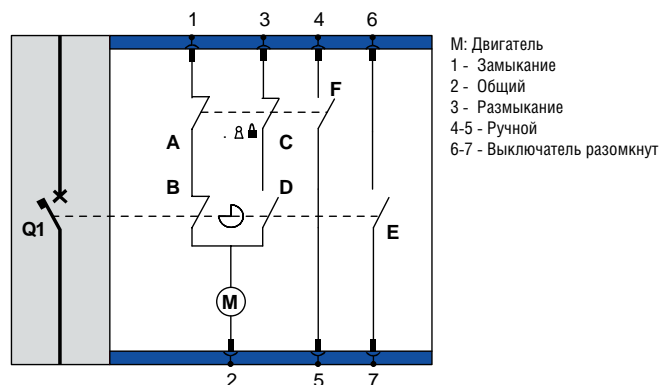 1 3 4 6
M: Двигатель
1 - Замыкание
2 - Общий
3 - Размыкание
4-5 - Ручной
6-7 - Выключатель разомкнут
F
A C
B D
Q1 E
M
2 5 7